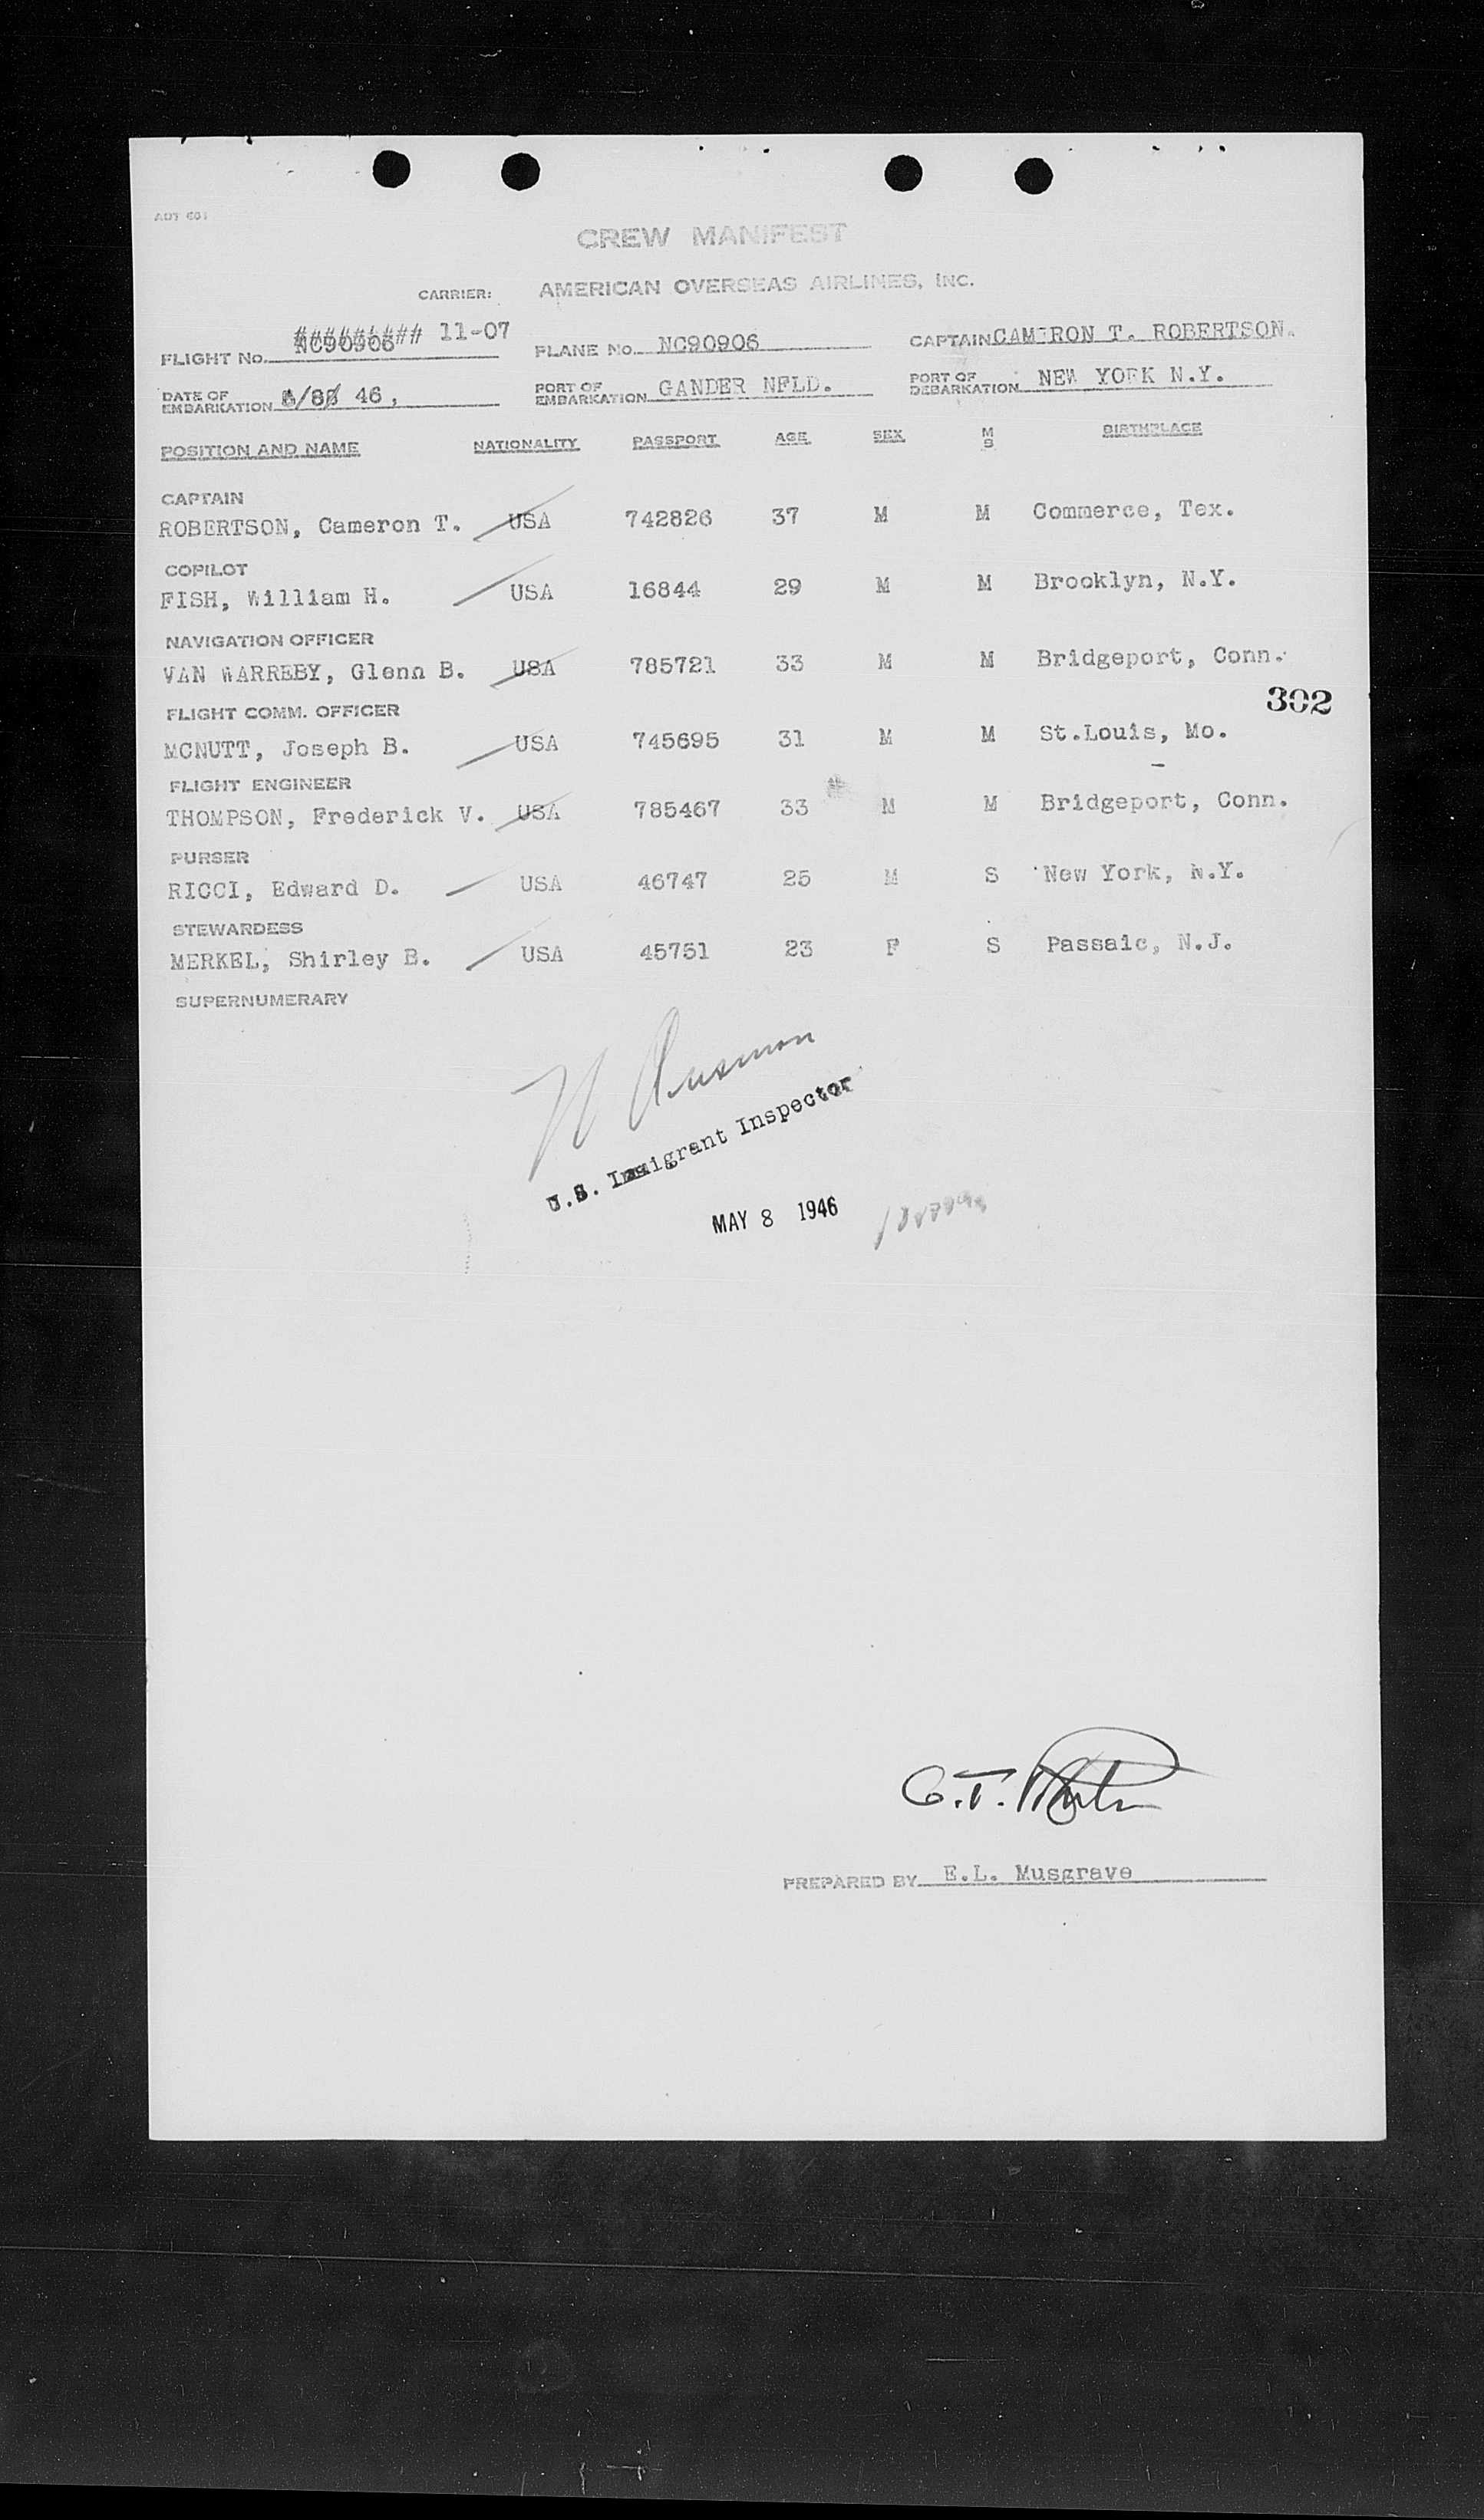 CREW MANIFEST
CARRIER: AMERICAN OVERSEAS AIRLINES, INC.
FLIGHT No. NC90906 ######### 11-07 PLANE No. NC90906 CAPTAIN CAMERON T. ROBERTSON.
DATE OF EMBARKATION 46, PORT OF EMBARKATION GANDER NFLD. PORT OF DEBARKATION NEW YORK N.Y.
POSITION AND NAME NATIONALITY PASSPORT AGE SEX M S BIRTHPLACE
CAPTAIN
ROBERTSON, Cameron T. USA 742826 37 M M Commerce, Tex.
COPILOT
FISH, William H. USA 16844 29 M M Brooklyn, N.Y.
NAVIGATION OFFICER
VAN WARREBY, Glenn B. USA 785721 33 M M Bridgeport, Conn.
302
FLIGHT COMM. OFFICER
MCNUTT, Joseph B. USA 745695 31 M M St.Louis, Mo.
FLIGHT ENGINEER
THOMPSON, Frederick V. USA 785467 33 M M Bridgeport, Conn.
PURSER
RICCI, Edward D. USA 46747 25 M S New York, N.Y.
STEWARDESS
MERKEL, Shirley B. USA 45751 23 F S Passaic, N.J.
SUPERNUMERARY
U.S. Immigrant Inspector
MAY 8 1946
C.T.
PREPARED BY E.L. Musgrave